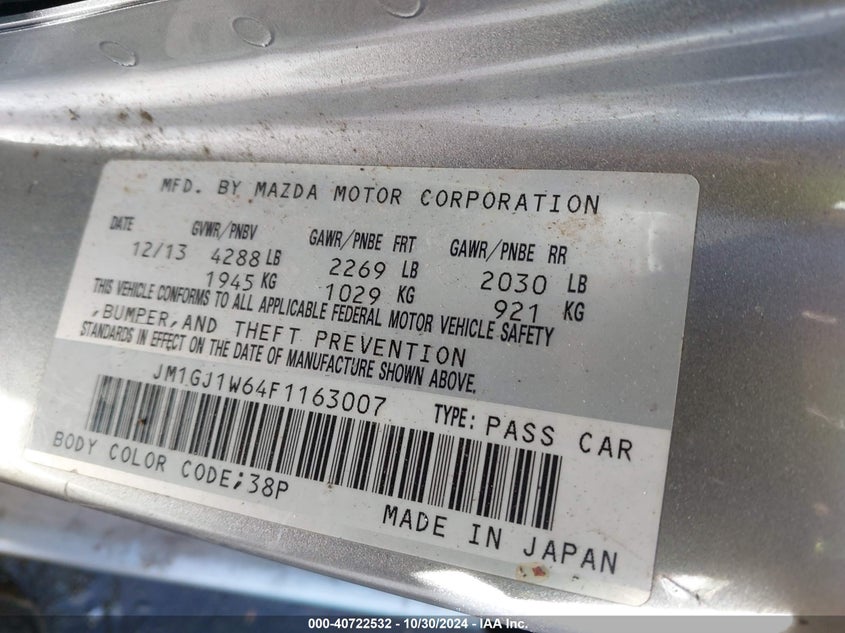 MFD. BY MAZDA MOTOR CORPORATION
DATE GVWR/PNBV GAWR/PNBE FRT GAWR/PNBE RR
12/13 4288 LB 2269 LB 2030 LB
1945 KG 1029 KG 921 KG
THIS VEHICLE CONFORMS TO ALL APPLICABLE FEDERAL MOTOR VEHICLE SAFETY
,BUMPER,AND THEFT PREVENTION
STANDARDS IN EFFECT ON THE DATE OF MANUFACTURE SHOWN ABOVE.
JM1GJ1W64F1163007 TYPE: PASS CAR
BODY COLOR CODE;38P
MADE IN JAPAN
000-40722532 - 10/30/2024 - IAA Inc.